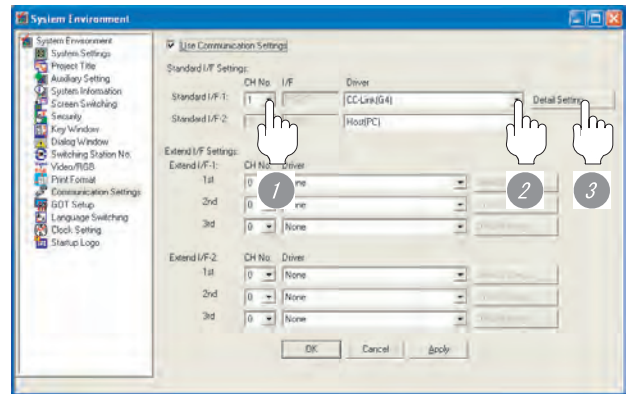 System Environment
System Environment
System Settings
Project Title
Auxiliary Setting
System Information
Screen Switching
Security
Key Window
Dialog Window
Switching Station No.
Video/RGB
Print Format
Communication Settings
GOT Setup
Language Switching
Clock Setting
Startup Logo
Use Communication Settings
Standard I/F Settings:
CH No. I/F Driver
Standard I/F-1: 1 CC-Link(G4) Detail Setting
Standard I/F-2: Host(PC)
Extend I/F Settings:
Extend I/F-1: CH No. Driver
1st 0
2nd 0 None
3rd 0 None
Extend I/F-2: CH No. Driver
1st 0 None
2nd 0 None
3rd 0 None
OK Cancel Apply
1 2 3